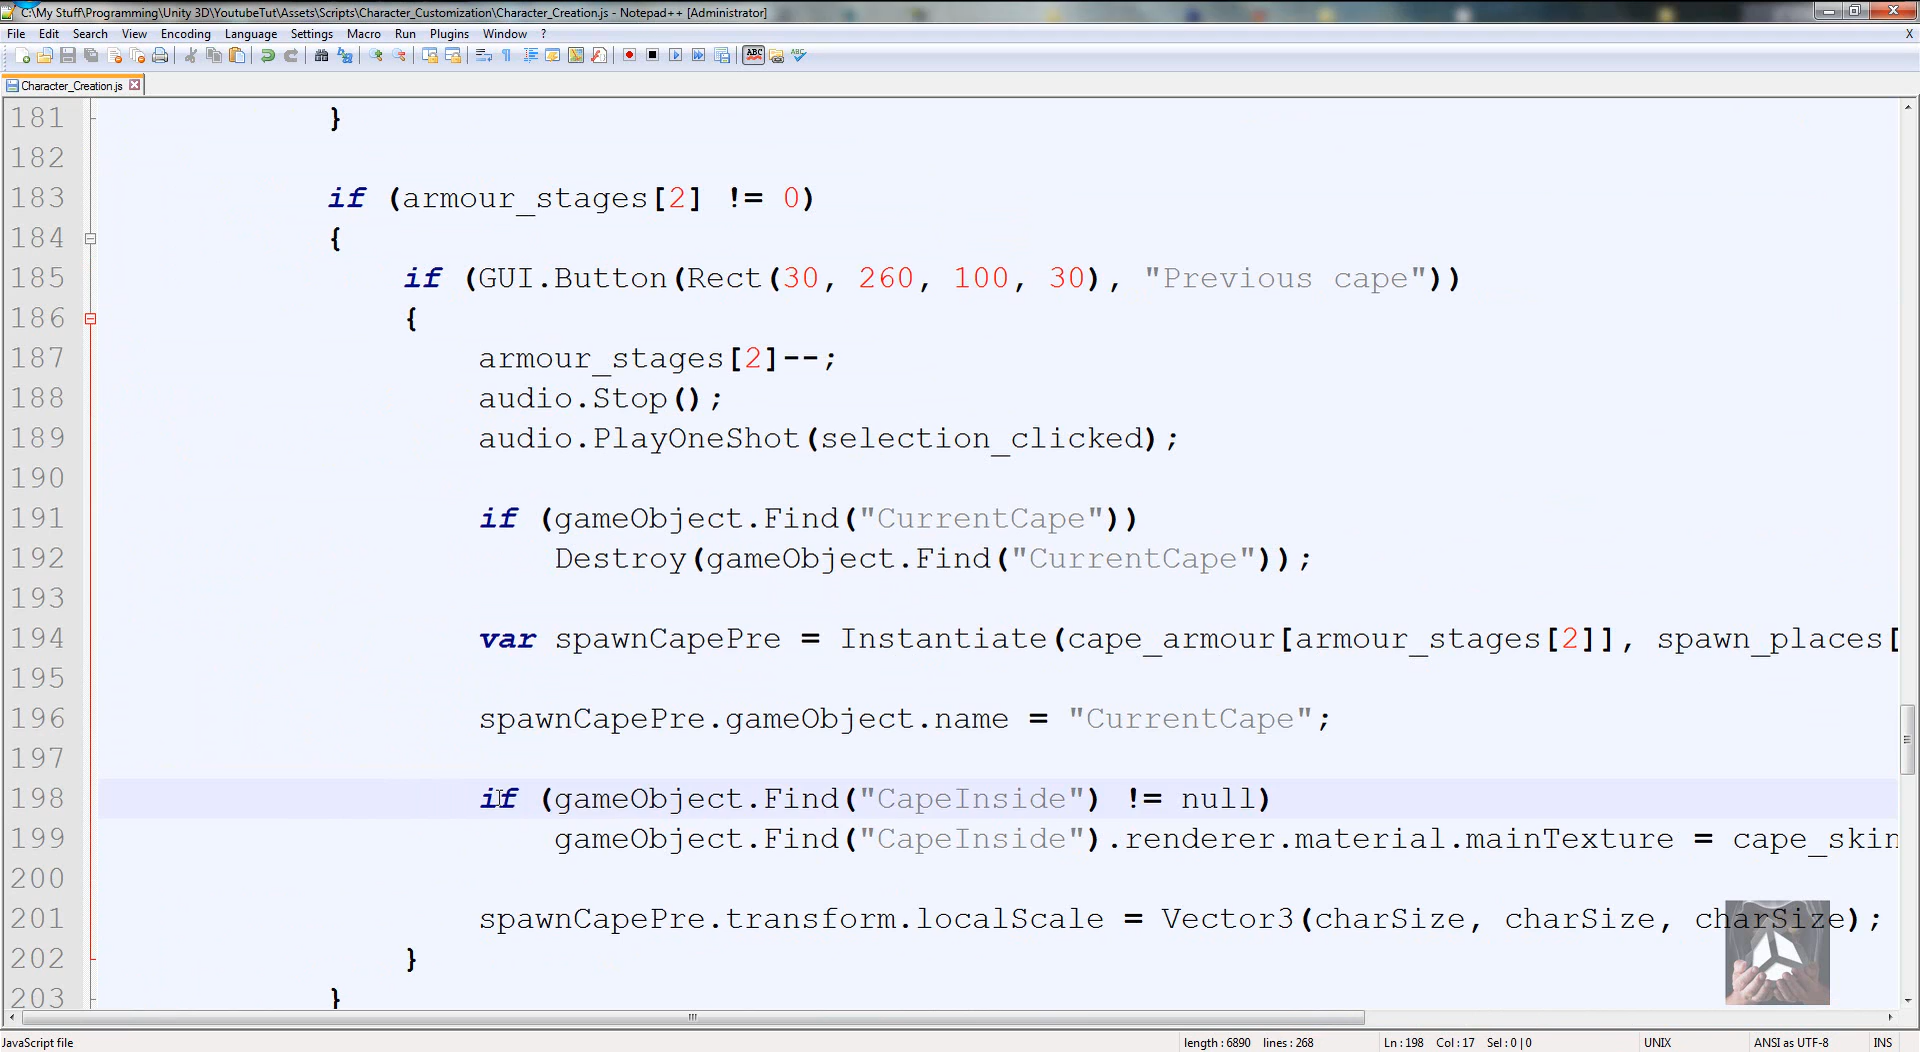 C:\My Stuff\Programming\Unity 3D\YoutubeTut\Assets\Scripts\Character_Customization\Character_Creation.js - Notepad++ [Administrator]
File Edit Search View Encoding Language Settings Macro Run Plugins Window ? X
Character_Creation.js
181 }
182
183 if (armour_stages[2] != 0)
184 {
185 if (GUI.Button(Rect(30, 260, 100, 30), "Previous cape"))
186 {
187 armour_stages[2]--;
188 audio.Stop();
189 audio.PlayOneShot(selection_clicked);
190
191 if (gameObject.Find("CurrentCape"))
192 Destroy(gameObject.Find("CurrentCape"));
193
194 var spawnCapePre = Instantiate(cape_armour[armour_stages[2]], spawn_places[
195
196 spawnCapePre.gameObject.name = "CurrentCape";
197
198 if (gameObject.Find("CapeInside") != null)
199 gameObject.Find("CapeInside").renderer.material.mainTexture = cape_skin
200
201 spawnCapePre.transform.localScale = Vector3(charSize, charSize, charSize);
202 }
203 }
JavaScript file length : 6890 lines : 268 Ln : 198 Col : 17 Sel : 0 | 0 UNIX ANSI as UTF-8 INS